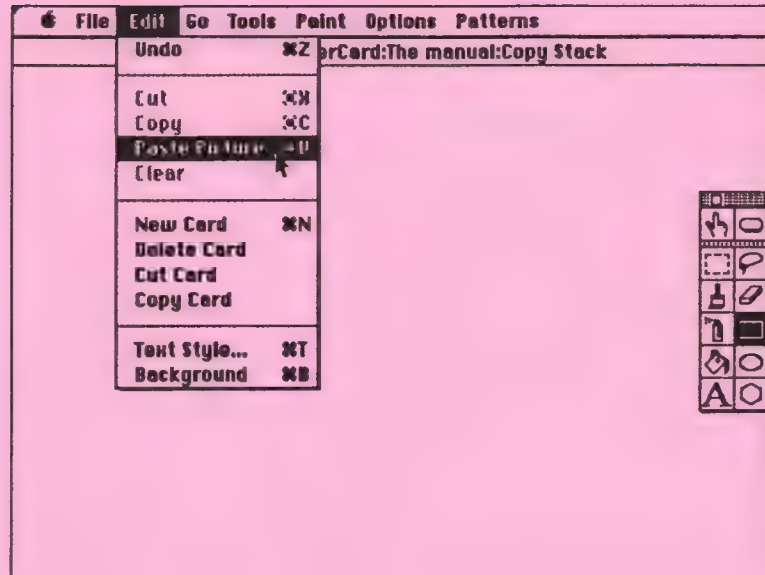 File Edit Go Tools Paint Options Patterns
erCard:The manual:Copy Stack
Undo ⌘Z
Cut ⌘X
Copy ⌘C
Paste Picture ⌘V
Clear
New Card ⌘N
Delete Card
Cut Card
Copy Card
Text Style... ⌘T
Background ⌘B
A